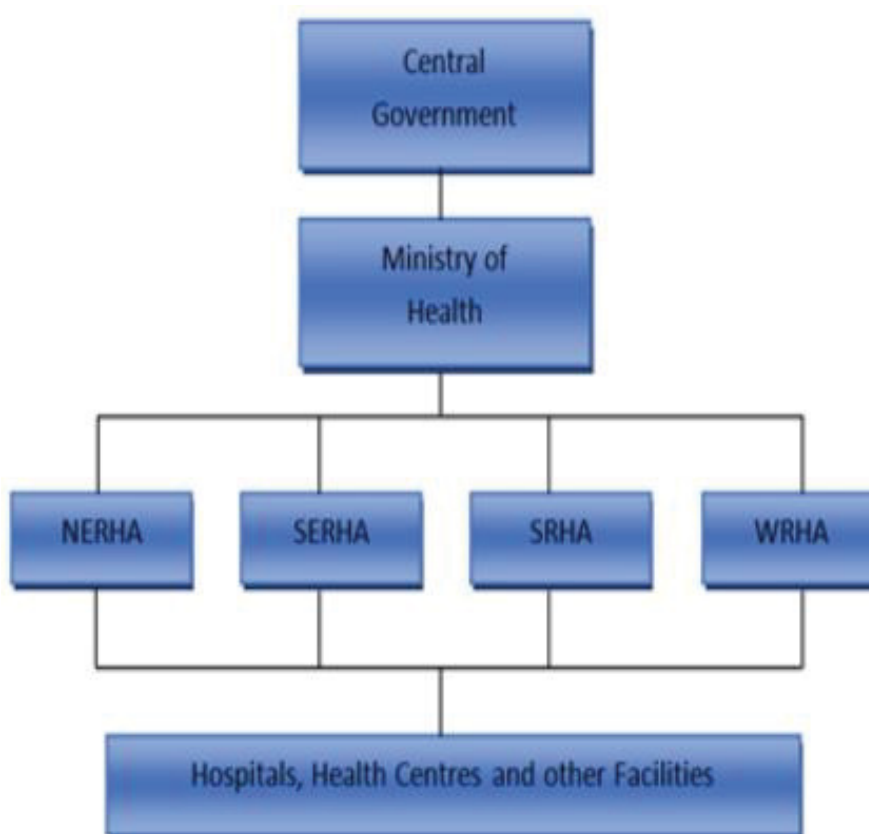 Central
Government
Ministry of
Health
NERHA
SERHA
SRHA
WRHA
Hospitals, Health Centres and other Facilities